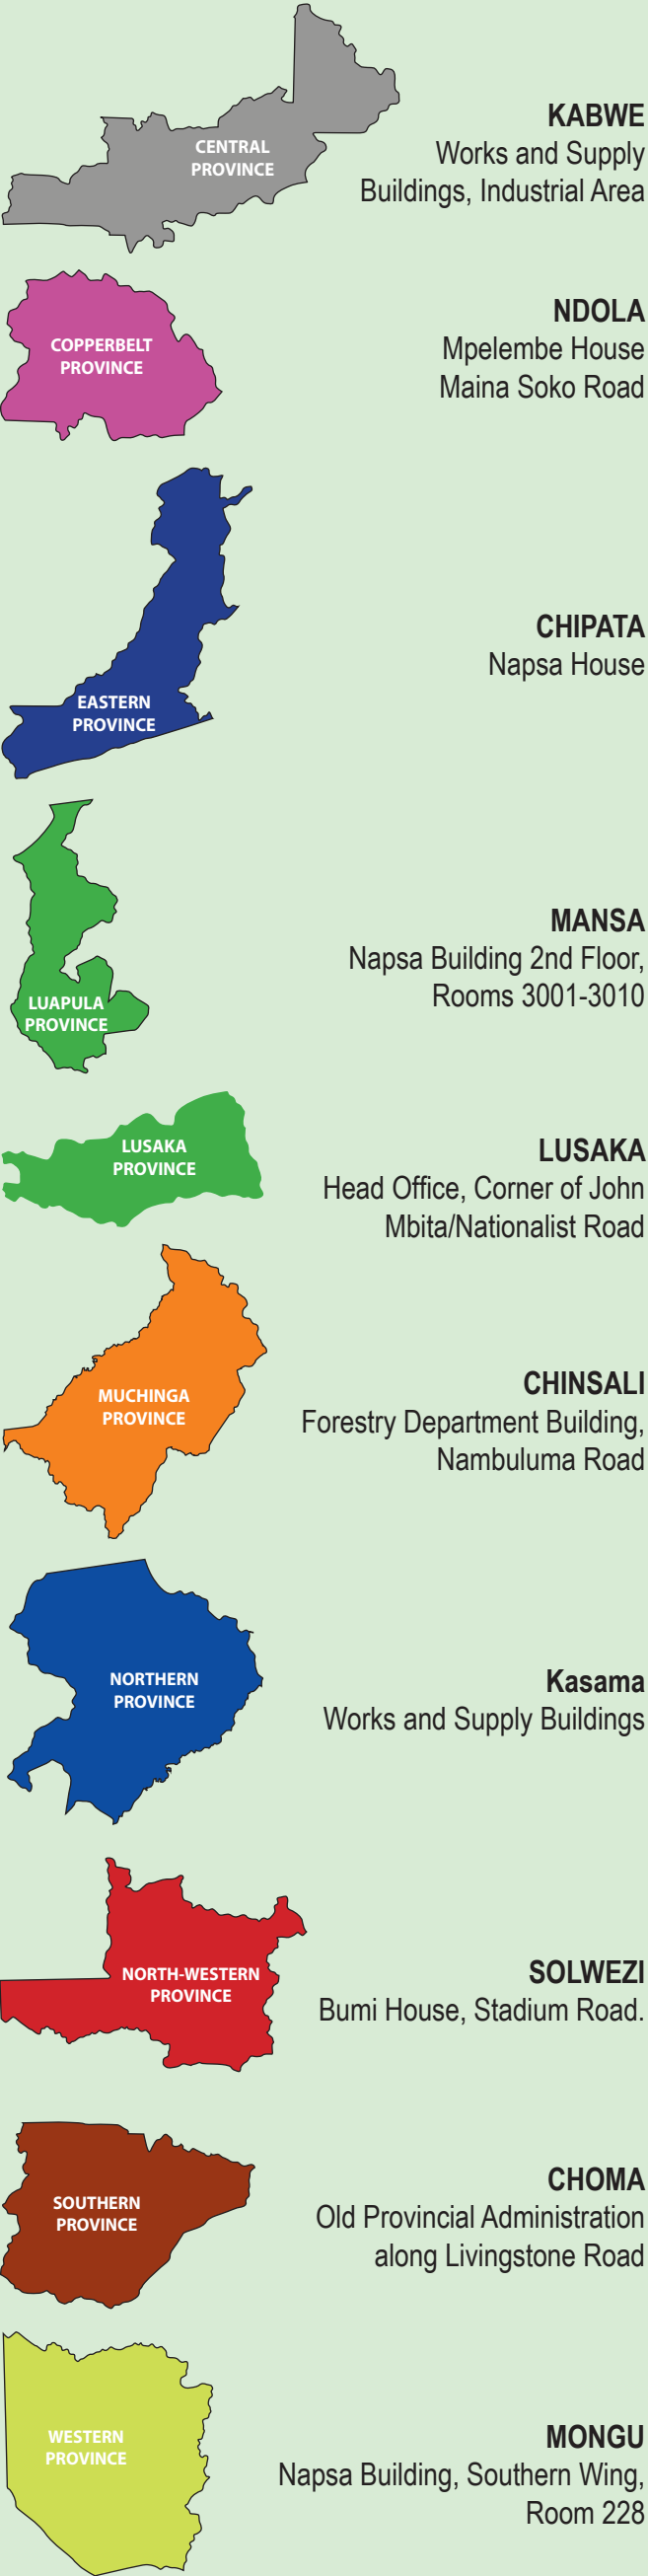 CENTRAL
PROVINCE
KABWE
Works and Supply
Buildings, Industrial Area
COPPERBELT
PROVINCE
NDOLA
Mpelembe House
Maina Soko Road
EASTERN
PROVINCE
CHIPATA
Napsa House
LUAPULA
PROVINCE
MANSA
Napsa Building 2nd Floor,
Rooms 3001-3010
LUSAKA
PROVINCE
LUSAKA
Head Office, Corner of John
Mbita/Nationalist Road
MUCHINGA
PROVINCE
CHINSALI
Forestry Department Building,
Nambuluma Road
NORTHERN
PROVINCE
Kasama
Works and Supply Buildings
NORTH-WESTERN
PROVINCE
SOLWEZI
Bumi House, Stadium Road.
SOUTHERN
PROVINCE
CHOMA
Old Provincial Administration
along Livingstone Road
WESTERN
PROVINCE
MONGU
Napsa Building, Southern Wing,
Room 228